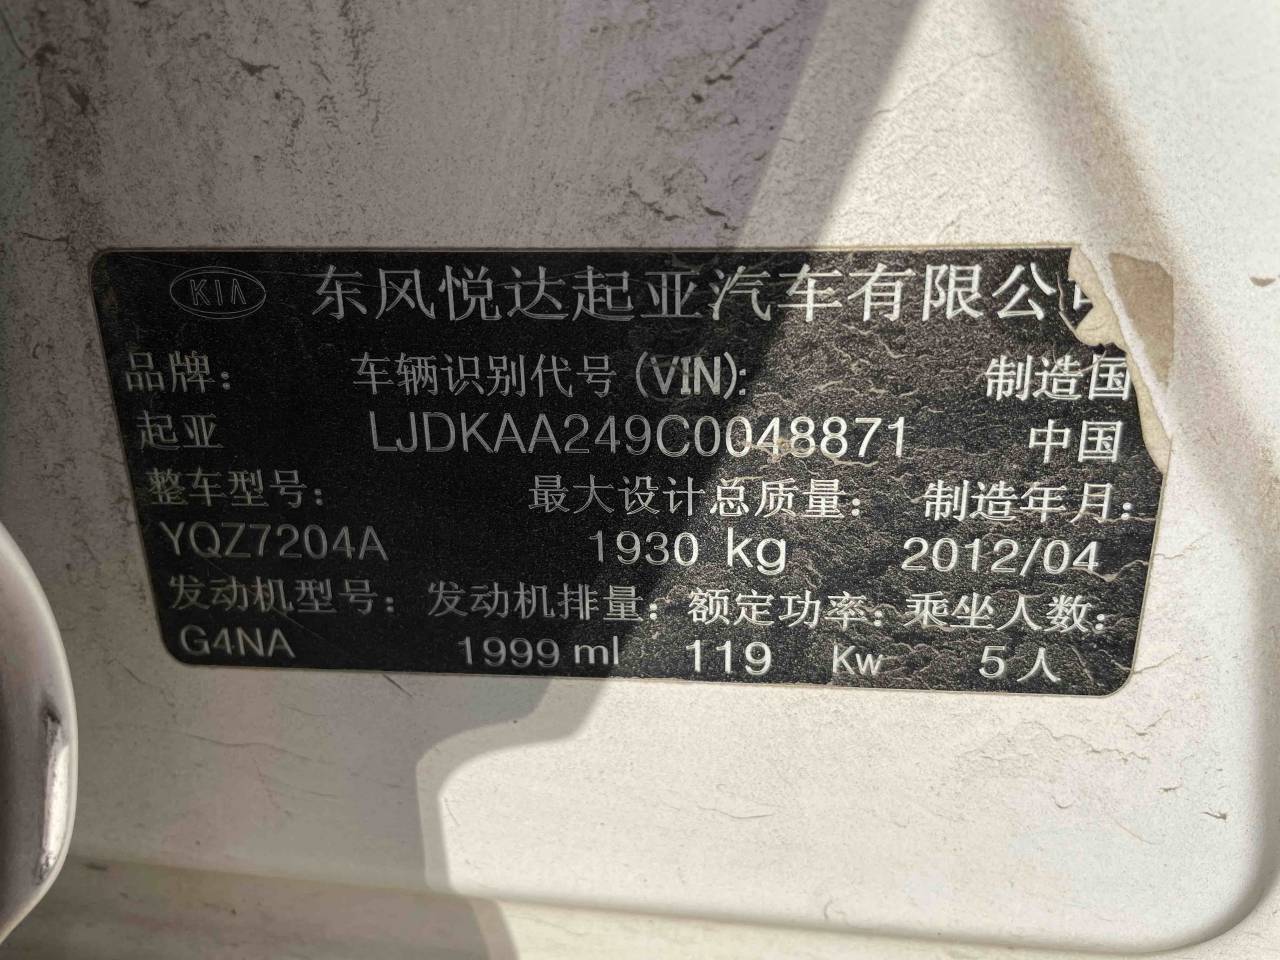 KIA 东风悦达起亚汽车有限公司
品牌: 车辆识别代号(VIN): 制造国
起亚 LJDKAA249C0048871 中国
整车型号: 最大设计总质量: 制造年月:
YQZ7204A 1930 kg 2012/04
发动机型号: 发动机排量: 额定功率: 乘坐人数:
G4NA 1999 ml 119 Kw 5人